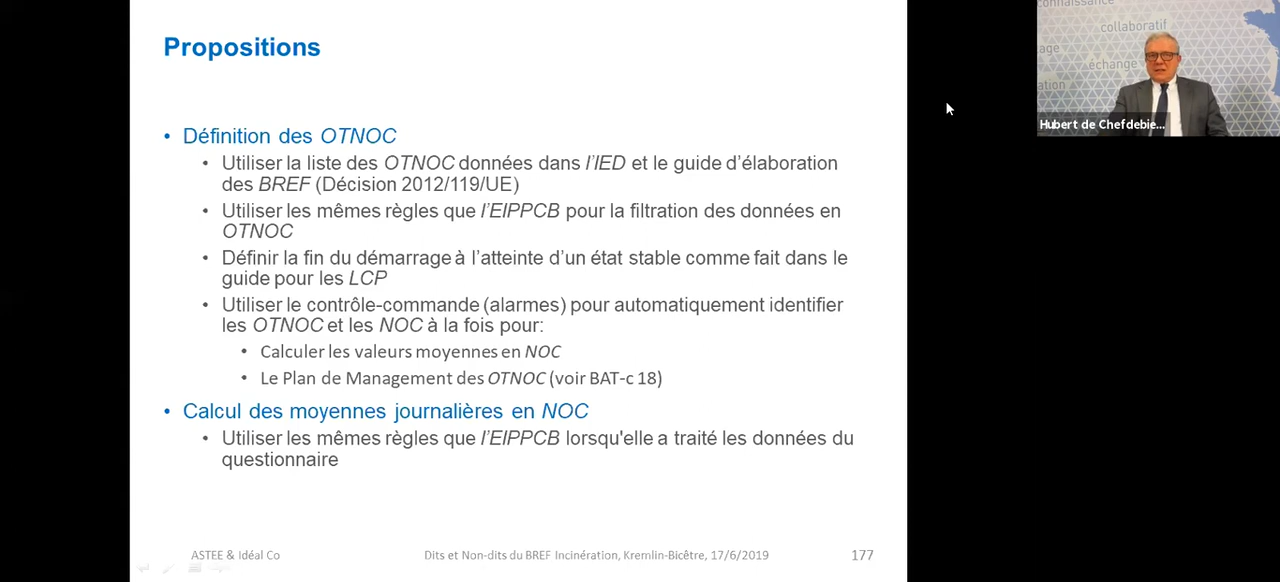 Propositions
• Définition des OTNOC
• Utiliser la liste des OTNOC données dans l'IED et le guide d'élaboration
des BREF (Décision 2012/119/UE)
• Utiliser les mêmes règles que l'EIPPCB pour la filtration des données en
OTNOC
• Définir la fin du démarrage à l'atteinte d'un état stable comme fait dans le
guide pour les LCP
• Utiliser le contrôle-commande (alarmes) pour automatiquement identifier
les OTNOC et les NOC à la fois pour:
• Calculer les valeurs moyennes en NOC
• Le Plan de Management des OTNOC (voir BAT-c 18)
• Calcul des moyennes journalières en NOC
• Utiliser les mêmes règles que l'EIPPCB lorsqu'elle a traité les données du
questionnaire
ASTEE & Idéal Co
Dits et Non-dits du BREF Incinération, Kremlin-Bicêtre, 17/6/2019
177
connaissance
collaboratif
échange
Hubert de Chefdebie...